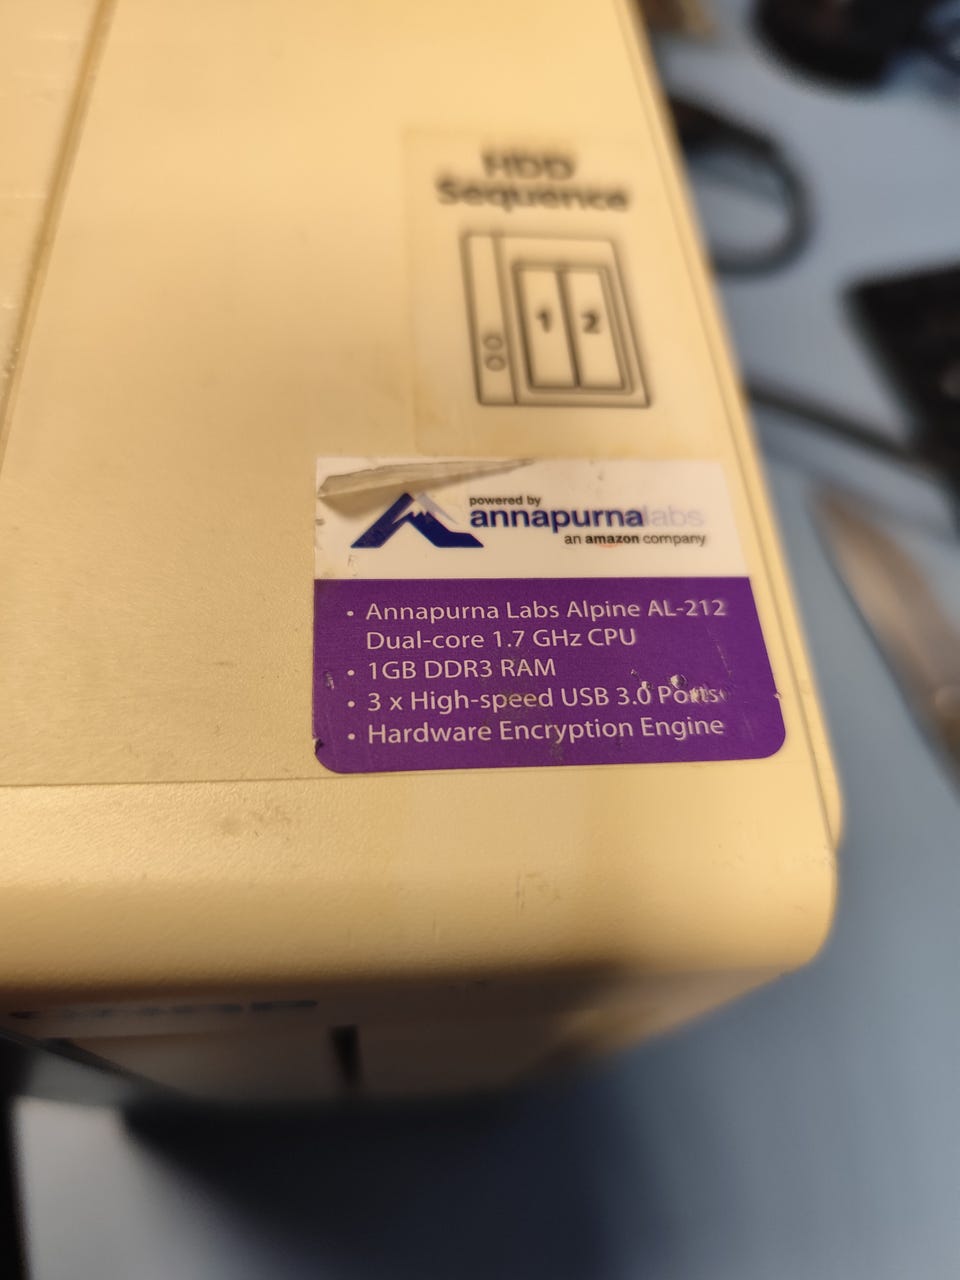 HDD
Sequence
1 2
powered by
annapurnalabs
an amazon company
• Annapurna Labs Alpine AL-212
Dual-core 1.7 GHz CPU
• 1GB DDR3 RAM
• 3 x High-speed USB 3.0 Ports
• Hardware Encryption Engine